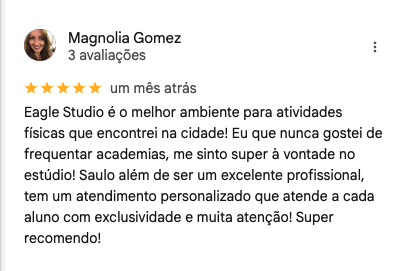 Magnolia Gomez
3 avaliações
um mês atrás
Eagle Studio é o melhor ambiente para atividades
físicas que encontrei na cidade! Eu que nunca gostei de
frequentar academias, me sinto super à vontade no
estúdio! Saulo além de ser um excelente profissional,
tem um atendimento personalizado que atende a cada
aluno com exclusividade e muita atenção! Super
recomendo!